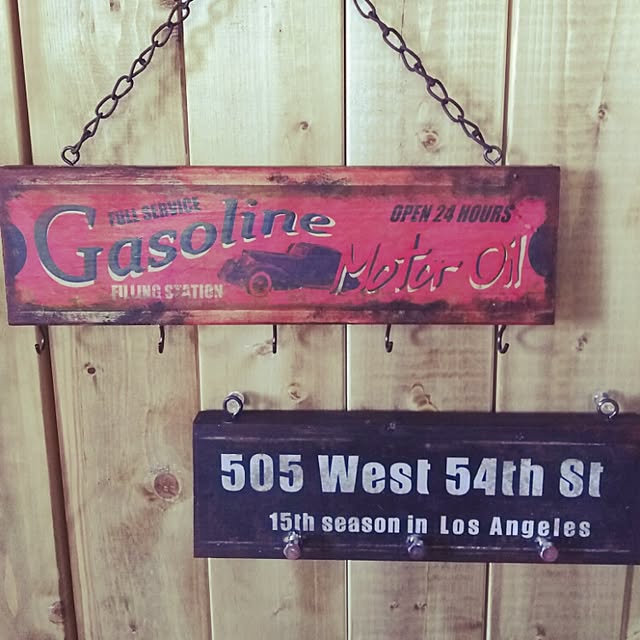 FULL SERVICE
Gasoline
FILLING STATION
OPEN 24 HOURS
Motor Oil
505 West 54th St
15th season in Los Angeles